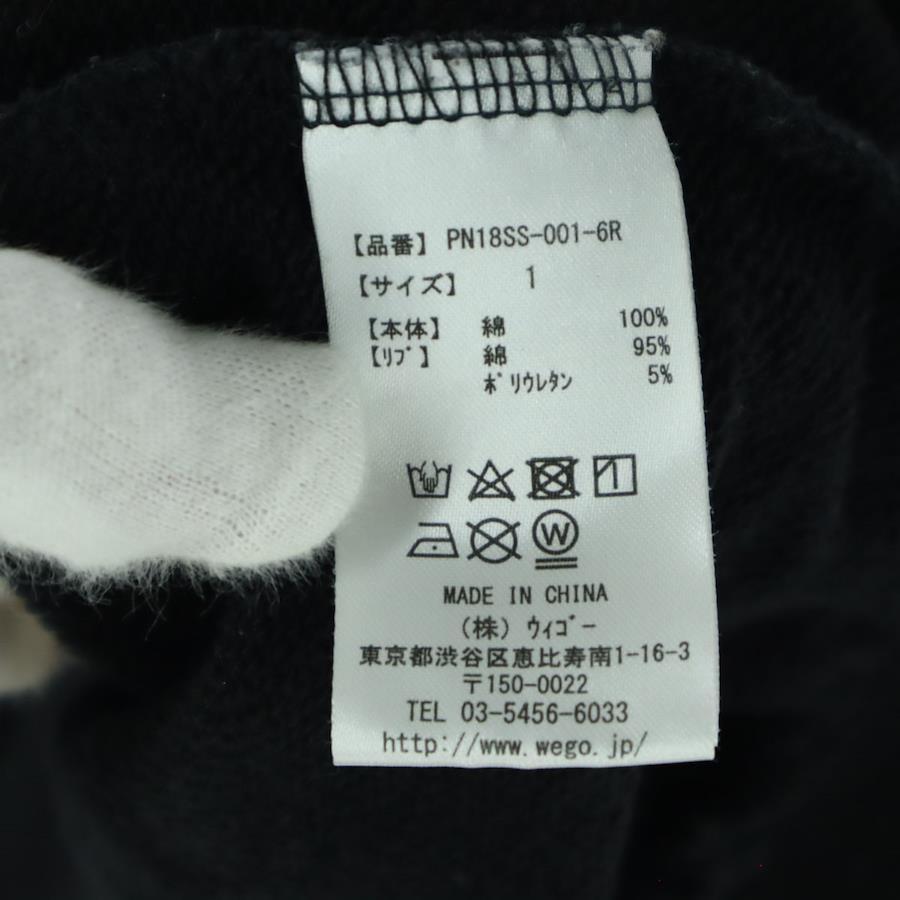 【品番】 PN18SS-001-6R
【サイズ】 1
【本体】 綿 100%
【ﾘﾌﾞ】 綿 95%
ﾎﾟﾘｳﾚﾀﾝ 5%
MADE IN CHINA
(株) ｳｨｺﾞｰ
東京都渋谷区恵比寿南1-16-3
〒150-0022
TEL 03-5456-6033
http://www.wego.jp/